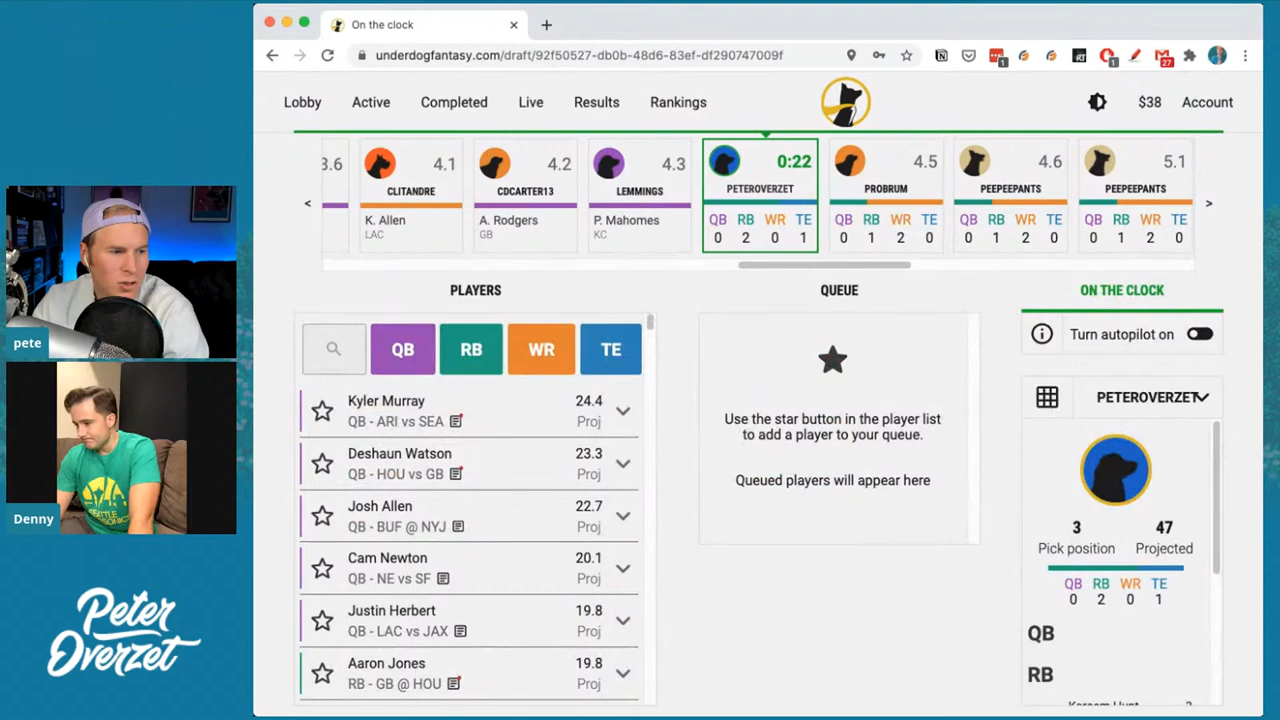 On the clock
underdogfantasy.com/draft/92f50527-db0b-48d6-83ef-df290747009f
1
1
27
Lobby
Active
Completed
Live
Results
Rankings
$38
Account
3.6
4.1
CLITANDRE
K. Allen
LAC
4.2
CDCARTER13
A. Rodgers
GB
4.3
LEMMINGS
P. Mahomes
KC
0:22
PETEROVERZET
QB RB WR TE
0 2 0 1
4.5
PROBRUM
QB RB WR TE
0 1 2 0
4.6
PEEPEEPANTS
QB RB WR TE
0 1 2 0
5.1
PEEPEEPANTS
QB RB WR TE
0 1 2 0
<
>
PLAYERS
QB RB WR TE
Kyler Murray 24.4
QB - ARI vs SEA Proj
Deshaun Watson 23.3
QB - HOU vs GB Proj
Josh Allen 22.7
QB - BUF @ NYJ Proj
Cam Newton 20.1
QB - NE vs SF Proj
Justin Herbert 19.8
QB - LAC vs JAX Proj
Aaron Jones 19.8
RB - GB @ HOU Proj
QUEUE
Use the star button in the player list
to add a player to your queue.
Queued players will appear here
ON THE CLOCK
Turn autopilot on
PETEROVERZET
3 47
Pick position Projected
QB RB WR TE
0 2 0 1
QB
RB
Kareem Hunt
pete
Denny
SEATTLE
Peter
Overzet